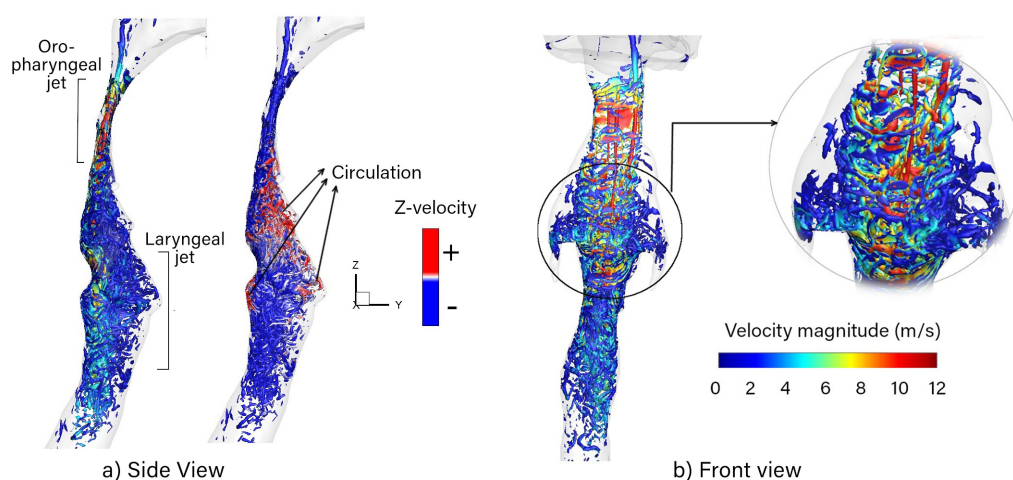 Oro-
pharyngeal
jet
Circulation
Z-velocity
+
-
Laryngeal
jet
Z
X
Y
Velocity magnitude (m/s)
0 2 4 6 8 10 12
a) Side View
b) Front view